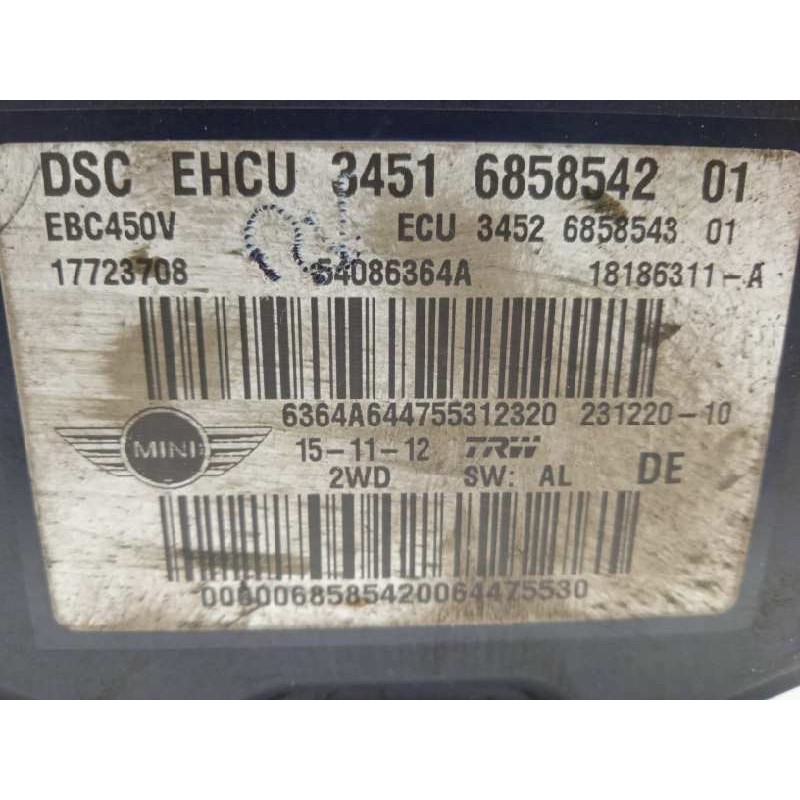 DSC EHCU 3451 6858542 01
EBC450V ECU 3452 6858543 01
17723708 54086364A 18186311-A
6364A644755312320 231220-10
MINI 15-11-12 TRW
2WD SW: AL DE
0000068585420064475530